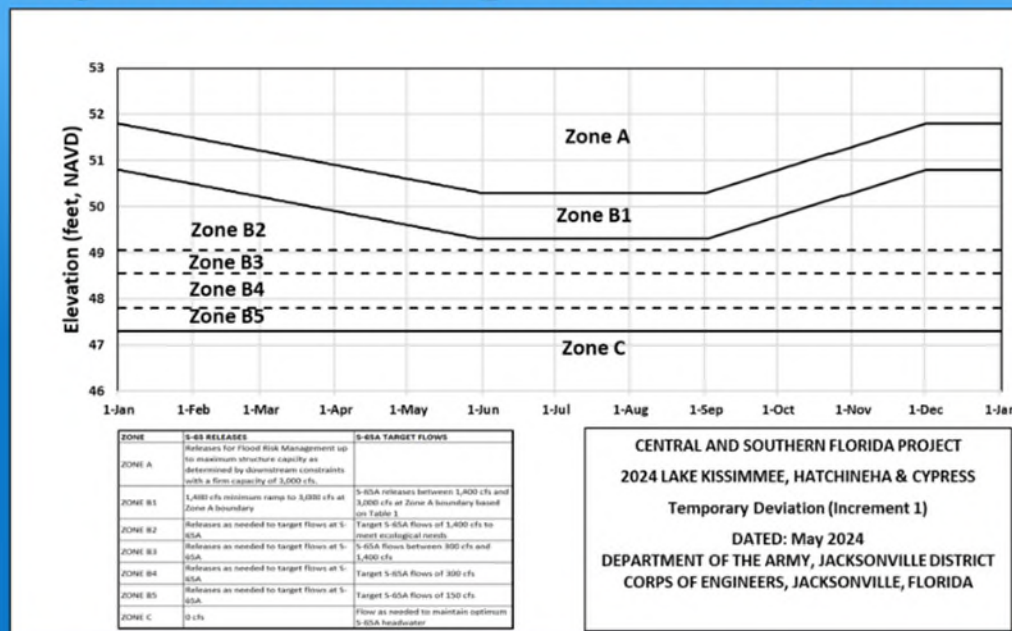 53
52
51
50
49
48
47
46
Elevation (feet, NAVD)
Zone A
Zone B1
Zone B2
Zone B3
Zone B4
Zone B5
Zone C
1-Jan 1-Feb 1-Mar 1-Apr 1-May 1-Jun 1-Jul 1-Aug 1-Sep 1-Oct 1-Nov 1-Dec 1-Jan
ZONE S-65 RELEASES S-65A TARGET FLOWS
ZONE A
Releases for Flood Risk Management up
to maximum structure capcity as
determined by downstream constraints
with a firm capacity of 3,000 cfs.
ZONE B1
1,400 cfs minimum ramp to 3,000 cfs at
Zone A boundary
S-65A releases between 1,400 cfs and
3,000 cfs at Zone A boundary based
on Table 1
ZONE B2
Releases as needed to target flows at S-
65A
Target S-65A flows of 1,400 cfs to
meet ecological needs
ZONE B3
Releases as needed to target flows at S-
65A
S-65A flows between 300 cfs and
1,400 cfs
ZONE B4
Releases as needed to target flows at S-
65A
Target S-65A flows of 300 cfs
ZONE B5
Releases as needed to target flows at S-
65A
Target S-65A flows of 150 cfs
ZONE C
0 cfs
Flow as needed to maintain optimum
S-65A headwater
CENTRAL AND SOUTHERN FLORIDA PROJECT
2024 LAKE KISSIMMEE, HATCHINEHA & CYPRESS
Temporary Deviation (Increment 1)
DATED: May 2024
DEPARTMENT OF THE ARMY, JACKSONVILLE DISTRICT
CORPS OF ENGINEERS, JACKSONVILLE, FLORIDA